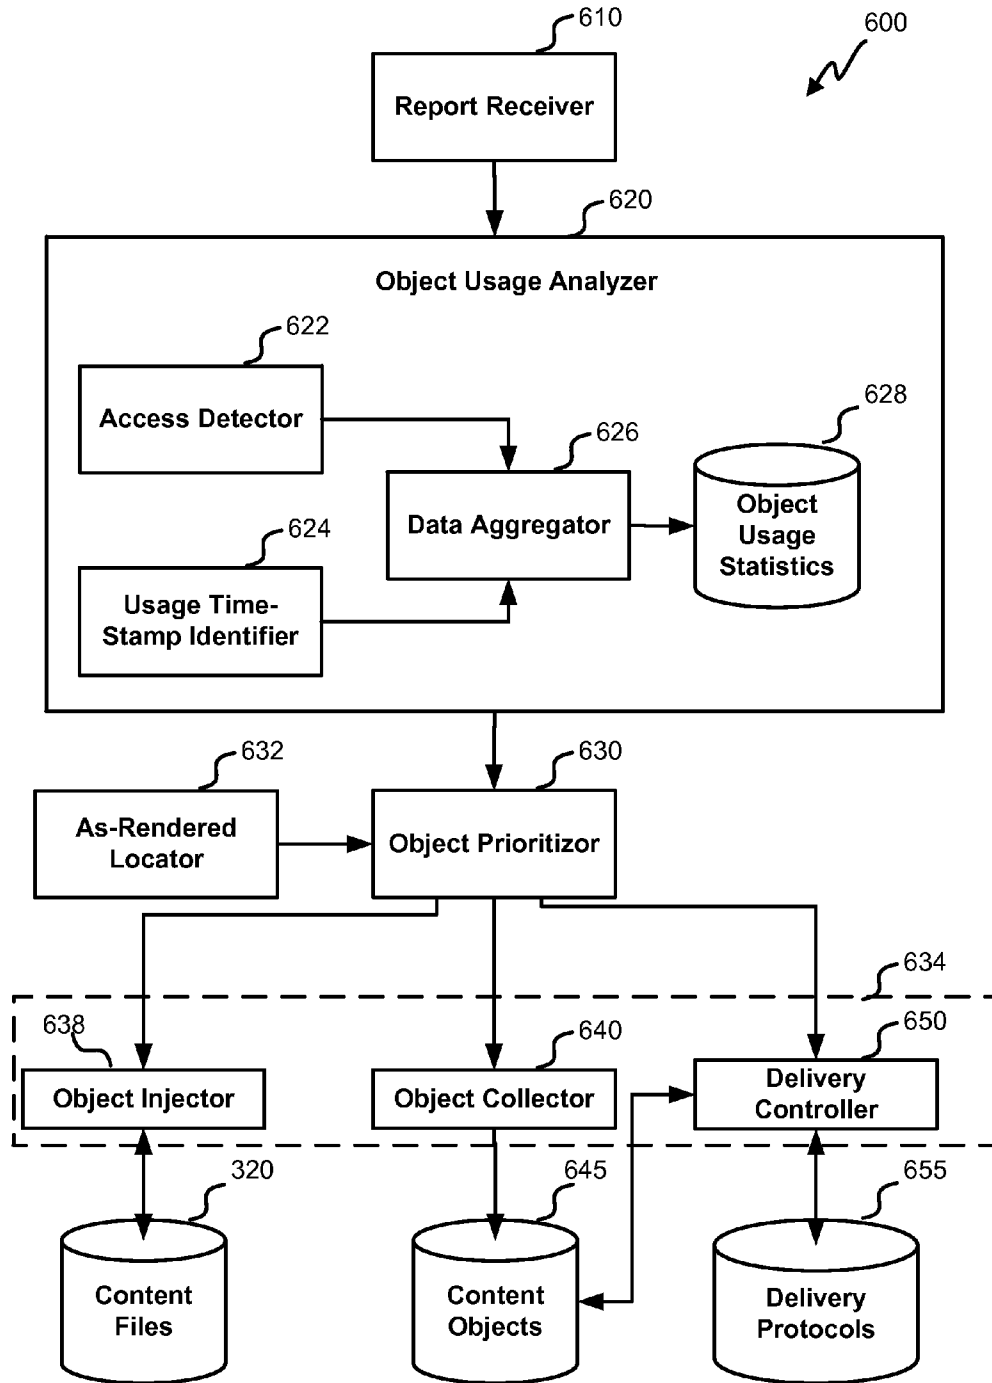 610
600
Report Receiver
620
Object Usage Analyzer
622
Access Detector
628
626
Object
Usage
Statistics
Data Aggregator
624
Usage Time-
Stamp Identifier
632
630
As-Rendered
Locator
Object Prioritizor
634
638
640
650
Object Injector
Object Collector
Delivery
Controller
320
645
655
Content
Files
Content
Objects
Delivery
Protocols